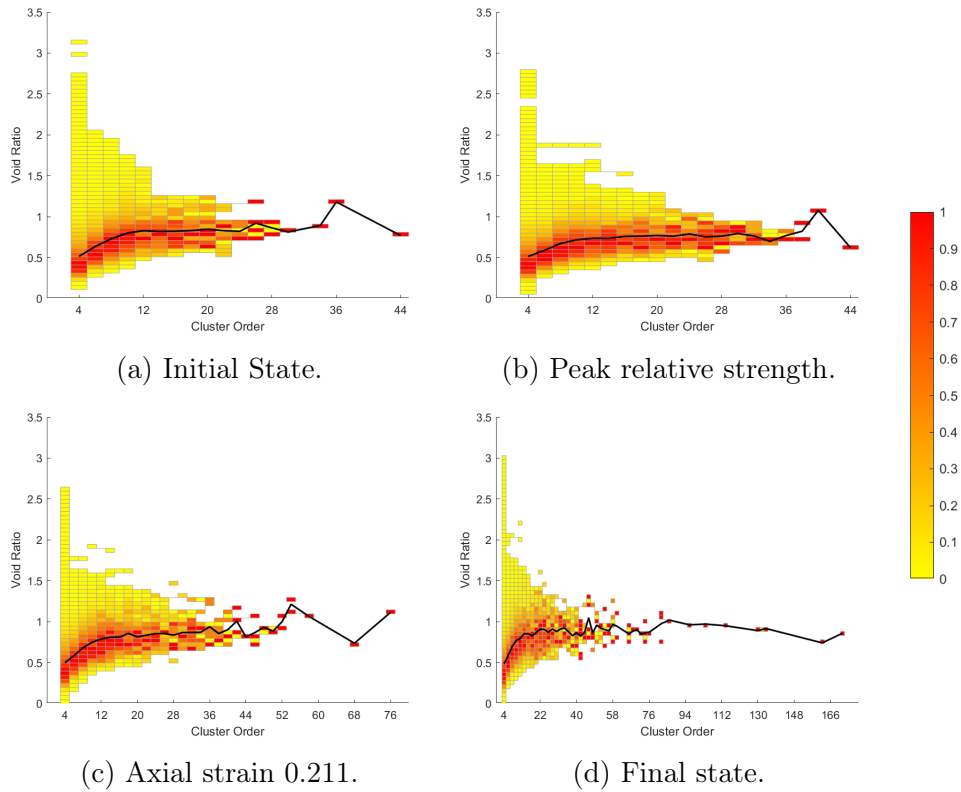 3.5
3
2.5
2
1.5
1
0.5
0
Void Ratio
4 12 20 28 36 44
Cluster Order
(a) Initial State.
3.5
3
2.5
2
1.5
1
0.5
0
Void Ratio
4 12 20 28 36 44
Cluster Order
(b) Peak relative strength.
3.5
3
2.5
2
1.5
1
0.5
0
Void Ratio
4 12 20 28 36 44 52 60 68 76
Cluster Order
(c) Axial strain 0.211.
3.5
3
2.5
2
1.5
1
0.5
0
Void Ratio
4 22 40 58 76 94 112 130 148 166
Cluster Order
(d) Final state.
1
0.9
0.8
0.7
0.6
0.5
0.4
0.3
0.2
0.1
0